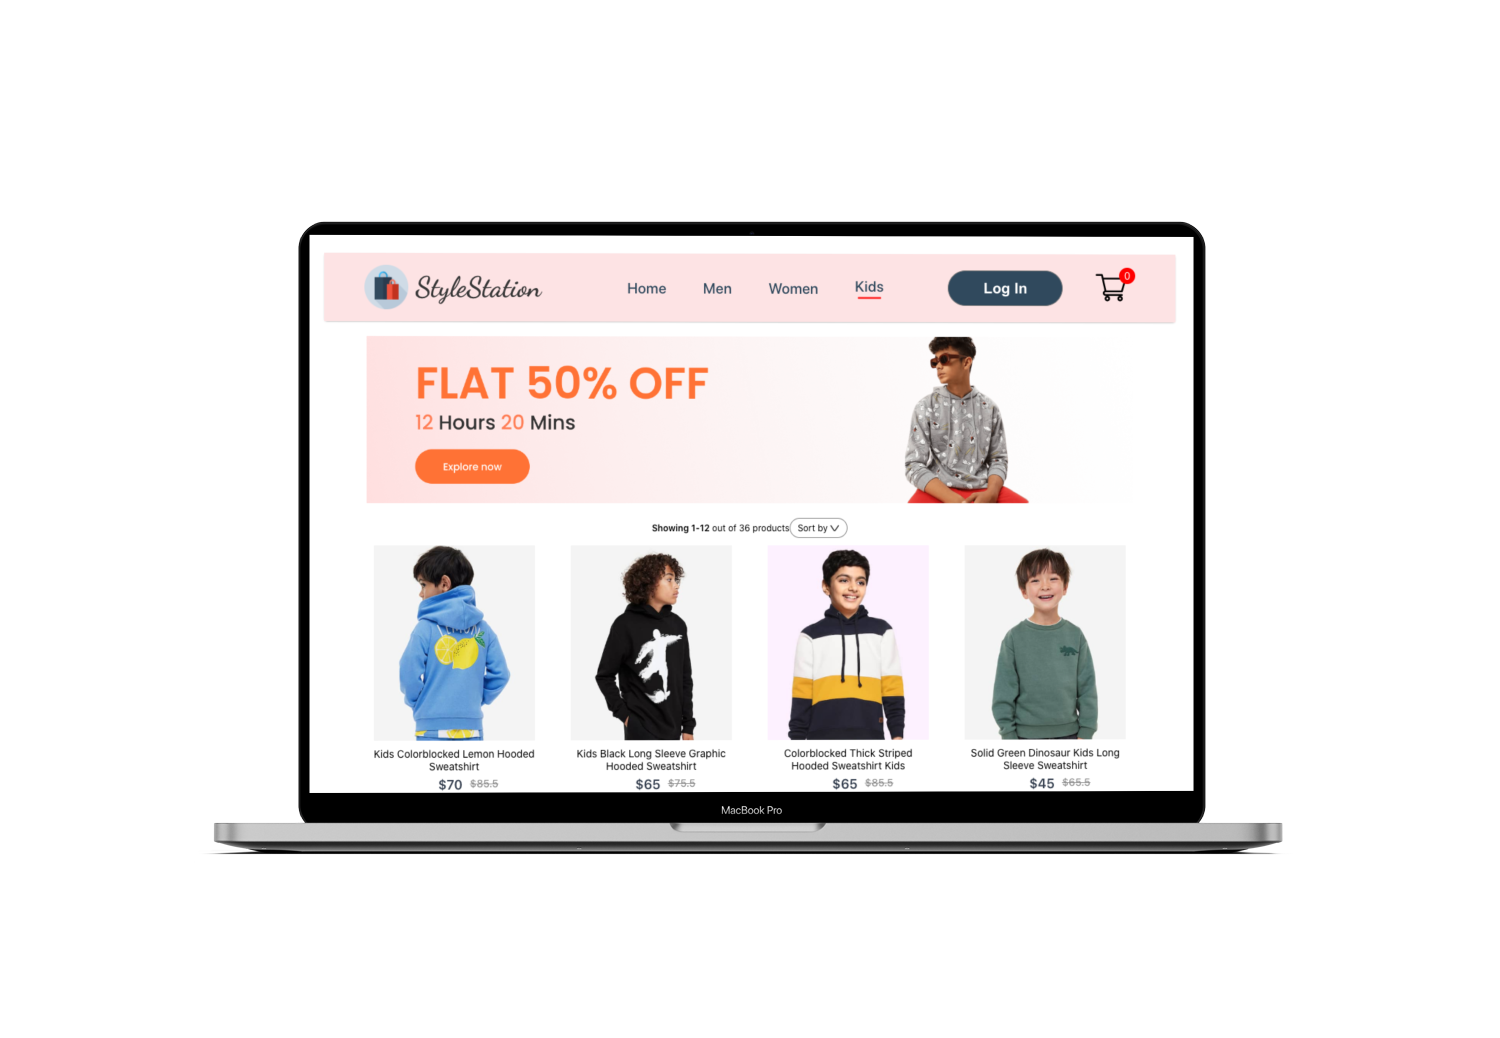 StyleStation
Home Men Women Kids
Log In
0
FLAT 50% OFF
12 Hours 20 Mins
Explore now
Showing 1-12 out of 36 products
Sort by
Kids Colorblocked Lemon Hooded
Sweatshirt
$70 $85.5
Kids Black Long Sleeve Graphic
Hooded Sweatshirt
$65 $75.5
Colorblocked Thick Striped
Hooded Sweatshirt Kids
$65 $85.5
Solid Green Dinosaur Kids Long
Sleeve Sweatshirt
$45 $65.5
MacBook Pro